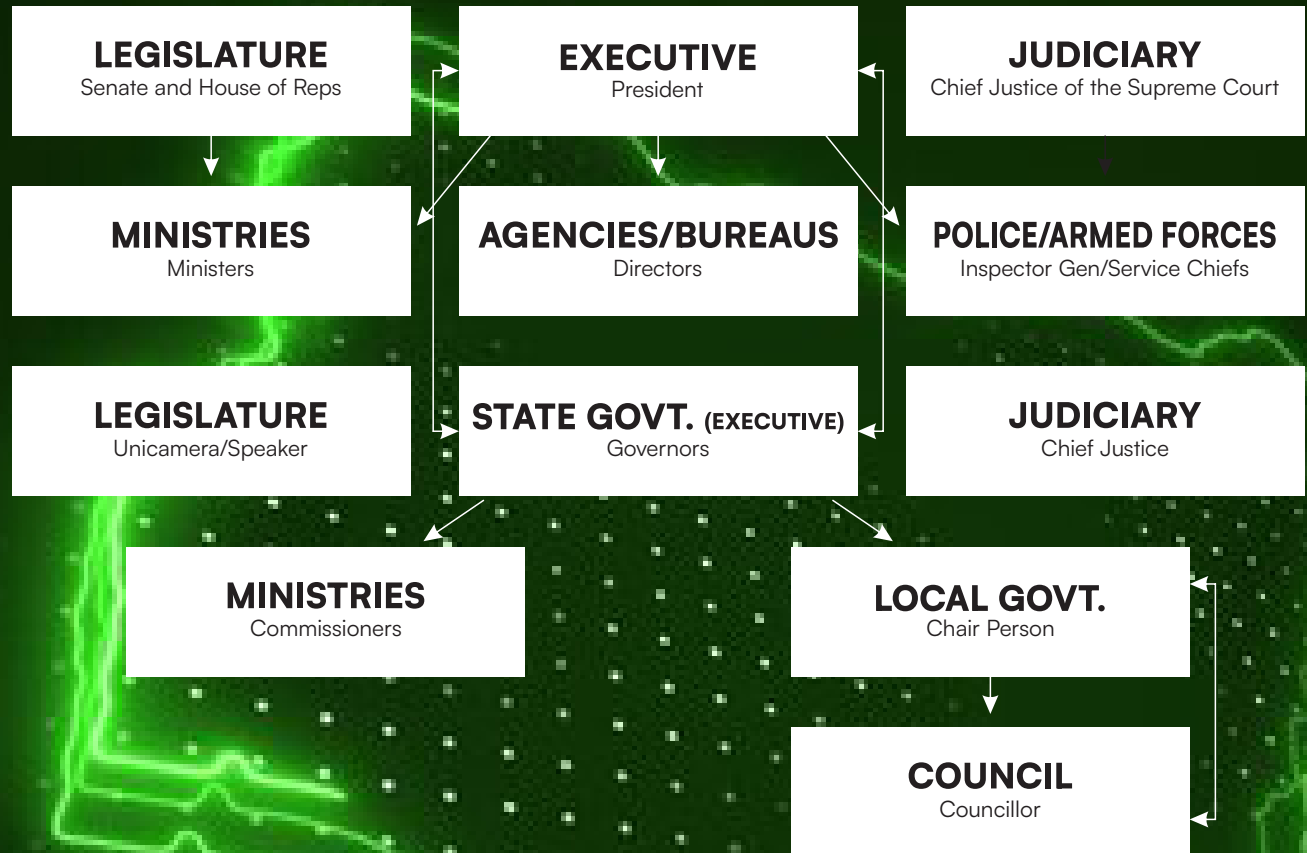 LEGISLATURE
Senate and House of Reps
EXECUTIVE
President
JUDICIARY
Chief Justice of the Supreme Court
MINISTRIES
Ministers
AGENCIES/BUREAUS
Directors
POLICE/ARMED FORCES
Inspector Gen/Service Chiefs
LEGISLATURE
Unicamera/Speaker
STATE GOVT. (EXECUTIVE)
Governors
JUDICIARY
Chief Justice
MINISTRIES
Commissioners
LOCAL GOVT.
Chair Person
COUNCIL
Councillor